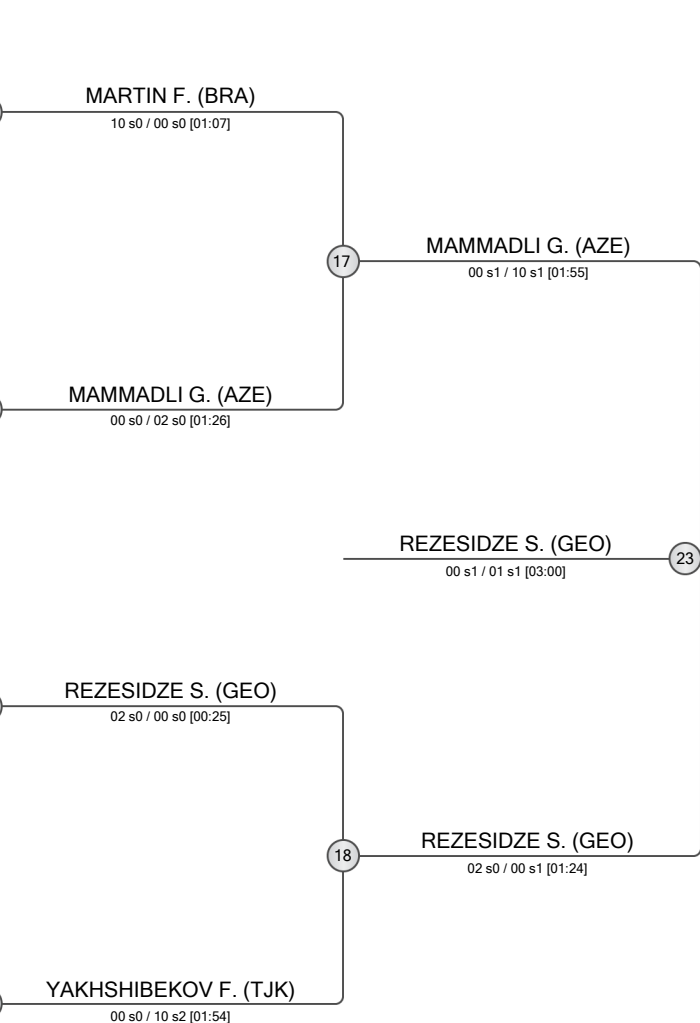 MARTIN F. (BRA)
10 s0 / 00 s0 [01:07]
MAMMADLI G. (AZE)
17
00 s1 / 10 s1 [01:55]
MAMMADLI G. (AZE)
00 s0 / 02 s0 [01:26]
REZESIDZE S. (GEO)
23
00 s1 / 01 s1 [03:00]
REZESIDZE S. (GEO)
02 s0 / 00 s0 [00:25]
REZESIDZE S. (GEO)
18
02 s0 / 00 s1 [01:24]
YAKHSHIBEKOV F. (TJK)
00 s0 / 10 s2 [01:54]